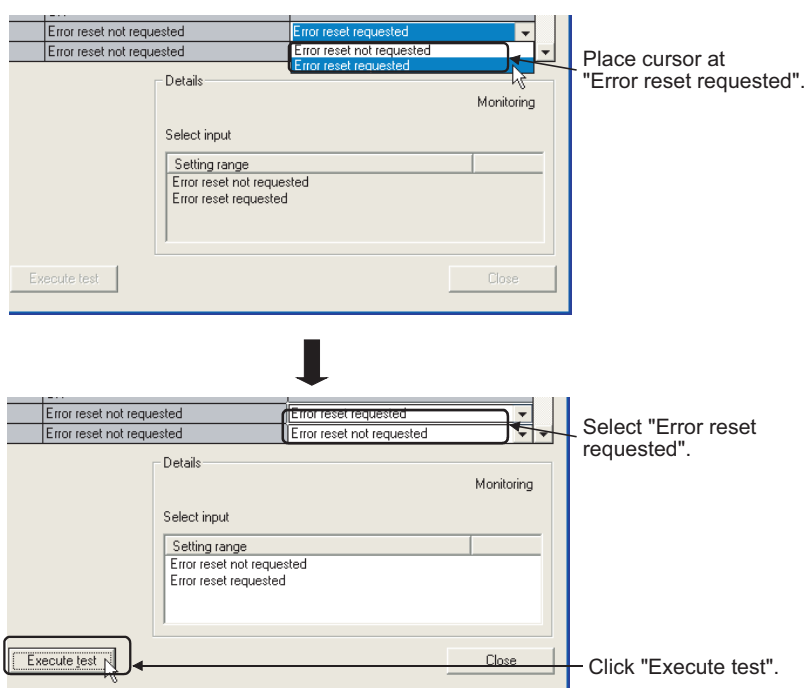 Error reset not requested Error reset requested
Error reset not requested Error reset not requested
Error reset requested
Place cursor at
"Error reset requested".
Details
Monitoring
Select input
Setting range
Error reset not requested
Error reset requested
Execute test Close
Error reset not requested Error reset requested
Error reset not requested Error reset not requested
Select "Error reset
requested".
Details
Monitoring
Select input
Setting range
Error reset not requested
Error reset requested
Execute test Close
Click "Execute test".